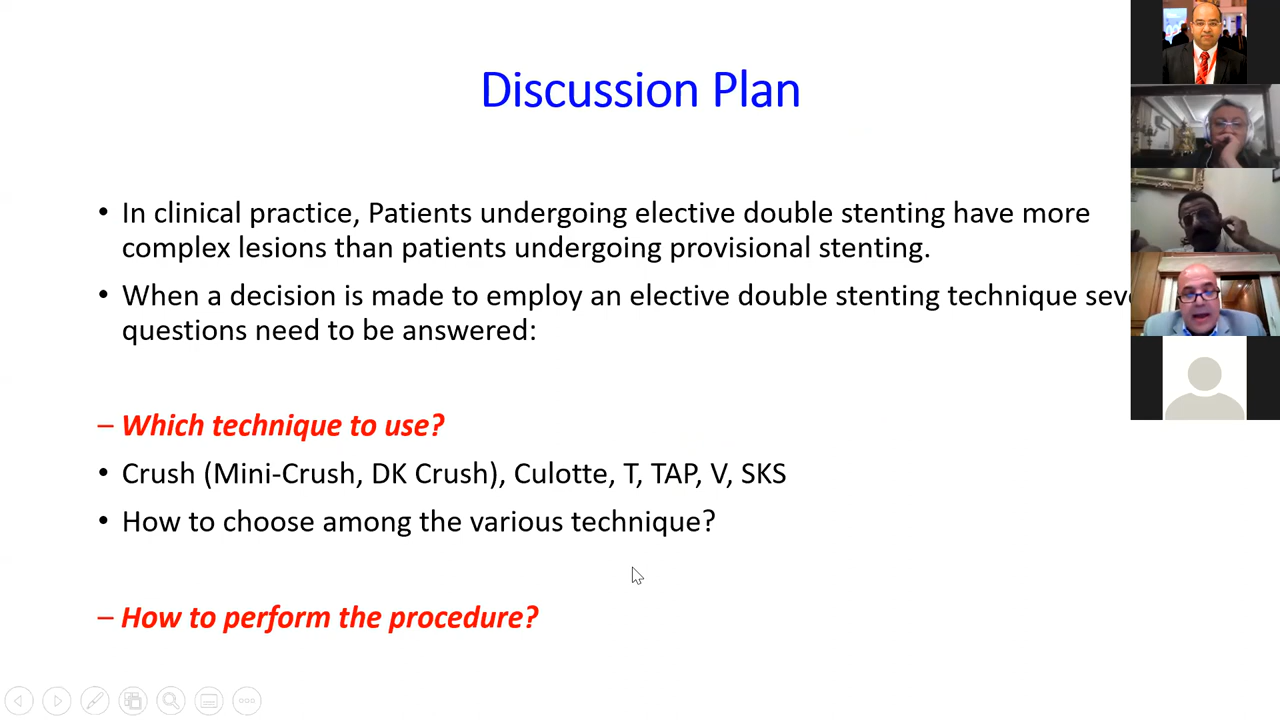 Discussion Plan
• In clinical practice, Patients undergoing elective double stenting have more
complex lesions than patients undergoing provisional stenting.
• When a decision is made to employ an elective double stenting technique
questions need to be answered:
– Which technique to use?
• Crush (Mini-Crush, DK Crush), Culotte, T, TAP, V, SKS
• How to choose among the various technique?
– How to perform the procedure?